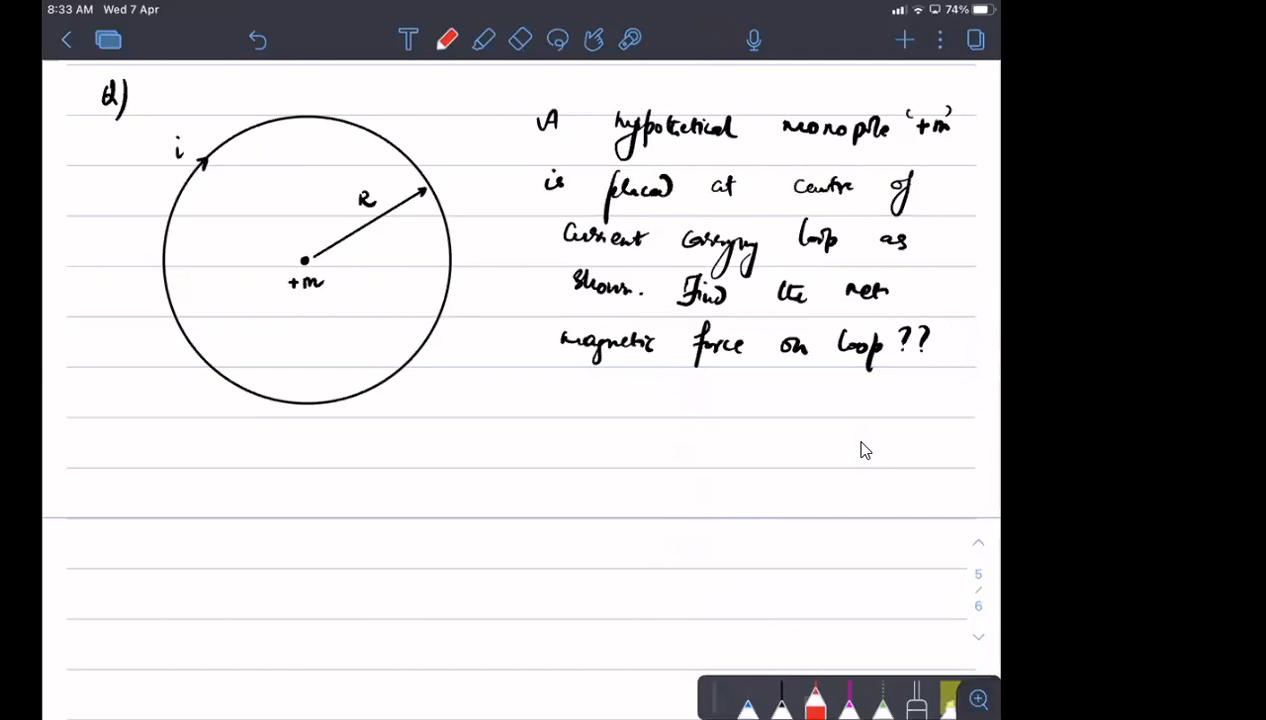 8:33 AM Wed 7 Apr
74%
T
Q)
i
R
+m
A hypothetical monopole '+m'
is placed at centre of
current carrying loop as
shown. Find the net
magnetic force on loop ??
5
/
6